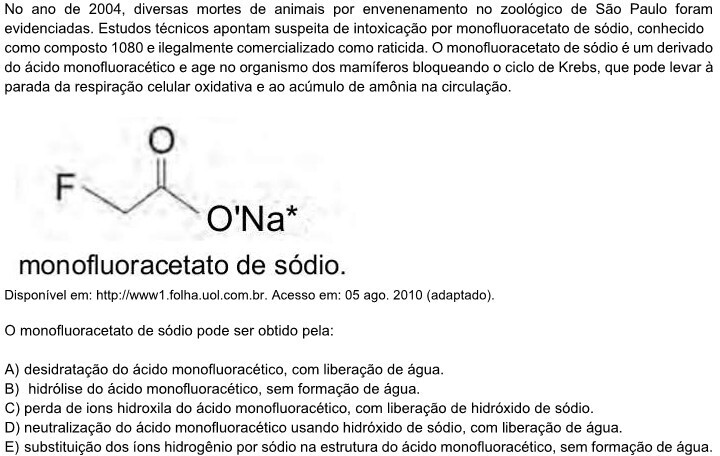 No ano de 2004, diversas mortes de animais por envenenamento no zoológico de São Paulo foram
evidenciadas. Estudos técnicos apontam suspeita de intoxicação por monofluoracetato de sódio, conhecido
como composto 1080 e ilegalmente comercializado como raticida. O monofluoracetato de sódio é um derivado
do ácido monofluoracético e age no organismo dos mamíferos bloqueando o ciclo de Krebs, que pode levar à
parada da respiração celular oxidativa e ao acúmulo de amônia na circulação.
O
F
O'Na*
monofluoracetato de sódio.
Disponível em: http://www1.folha.uol.com.br. Acesso em: 05 ago. 2010 (adaptado).
O monofluoracetato de sódio pode ser obtido pela:
A) desidratação do ácido monofluoracético, com liberação de água.
B) hidrólise do ácido monofluoracético, sem formação de água.
C) perda de ions hidroxila do ácido monofluoracético, com liberação de hidróxido de sódio.
D) neutralização do ácido monofluoracético usando hidróxido de sódio, com liberação de água.
E) substituição dos íons hidrogênio por sódio na estrutura do ácido monofluoracético, sem formação de água.